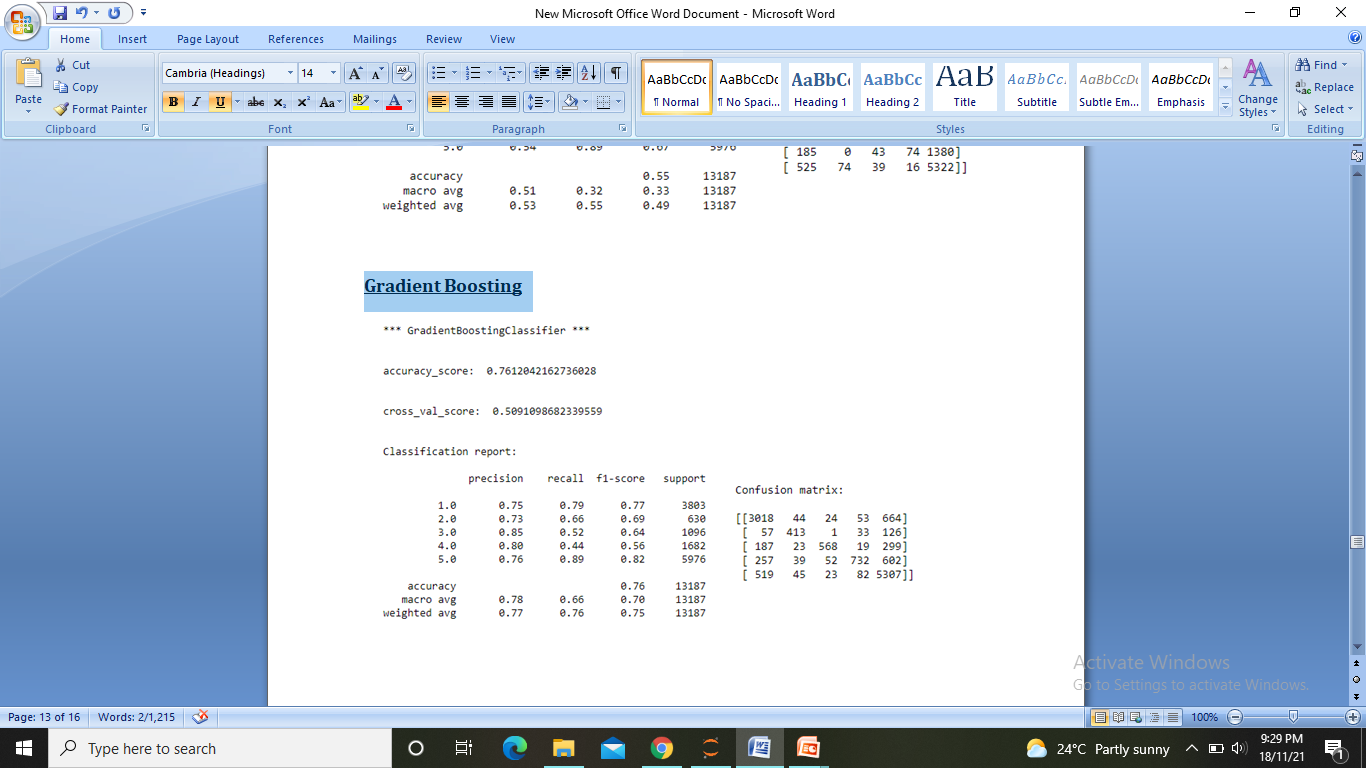 New Microsoft Office Word Document - Microsoft Word
Home Insert Page Layout References Mailings Review View
Paste
Cut
Copy
Format Painter
Clipboard
Cambria (Headings) 14
B I U abc X₂ X² Aa ab A
Font
Paragraph
AaBbCcDc AaBbCcDc AaBbC AaBbCc AaB AaBbCc. AaBbCcDc AaBbCcDc
¶ Normal ¶ No Spaci... Heading 1 Heading 2 Title Subtitle Subtle Em... Emphasis
Change Styles
Styles
Find
Replace
Select
Editing
5.0 0.54 0.89 0.67 5976
accuracy 0.55 13187
macro avg 0.51 0.32 0.33 13187
weighted avg 0.53 0.55 0.49 13187
[ 185 0 43 74 1380]
[ 525 74 39 16 5322]]
Gradient Boosting
*** GradientBoostingClassifier ***
accuracy_score: 0.7612042162736028
cross_val_score: 0.5091098682339559
Classification report:
precision recall f1-score support
1.0 0.75 0.79 0.77 3803
2.0 0.73 0.66 0.69 630
3.0 0.85 0.52 0.64 1096
4.0 0.80 0.44 0.56 1682
5.0 0.76 0.89 0.82 5976
accuracy 0.76 13187
macro avg 0.78 0.66 0.70 13187
weighted avg 0.77 0.76 0.75 13187
Confusion matrix:
[[3018 44 24 53 664]
[ 57 413 1 33 126]
[ 187 23 568 19 299]
[ 257 39 52 732 602]
[ 519 45 23 82 5307]]
Activate Windows
Go to Settings to activate Windows.
Page: 13 of 16 Words: 2/1,215 100%
Type here to search
24°C Partly sunny
9:29 PM
18/11/21
1